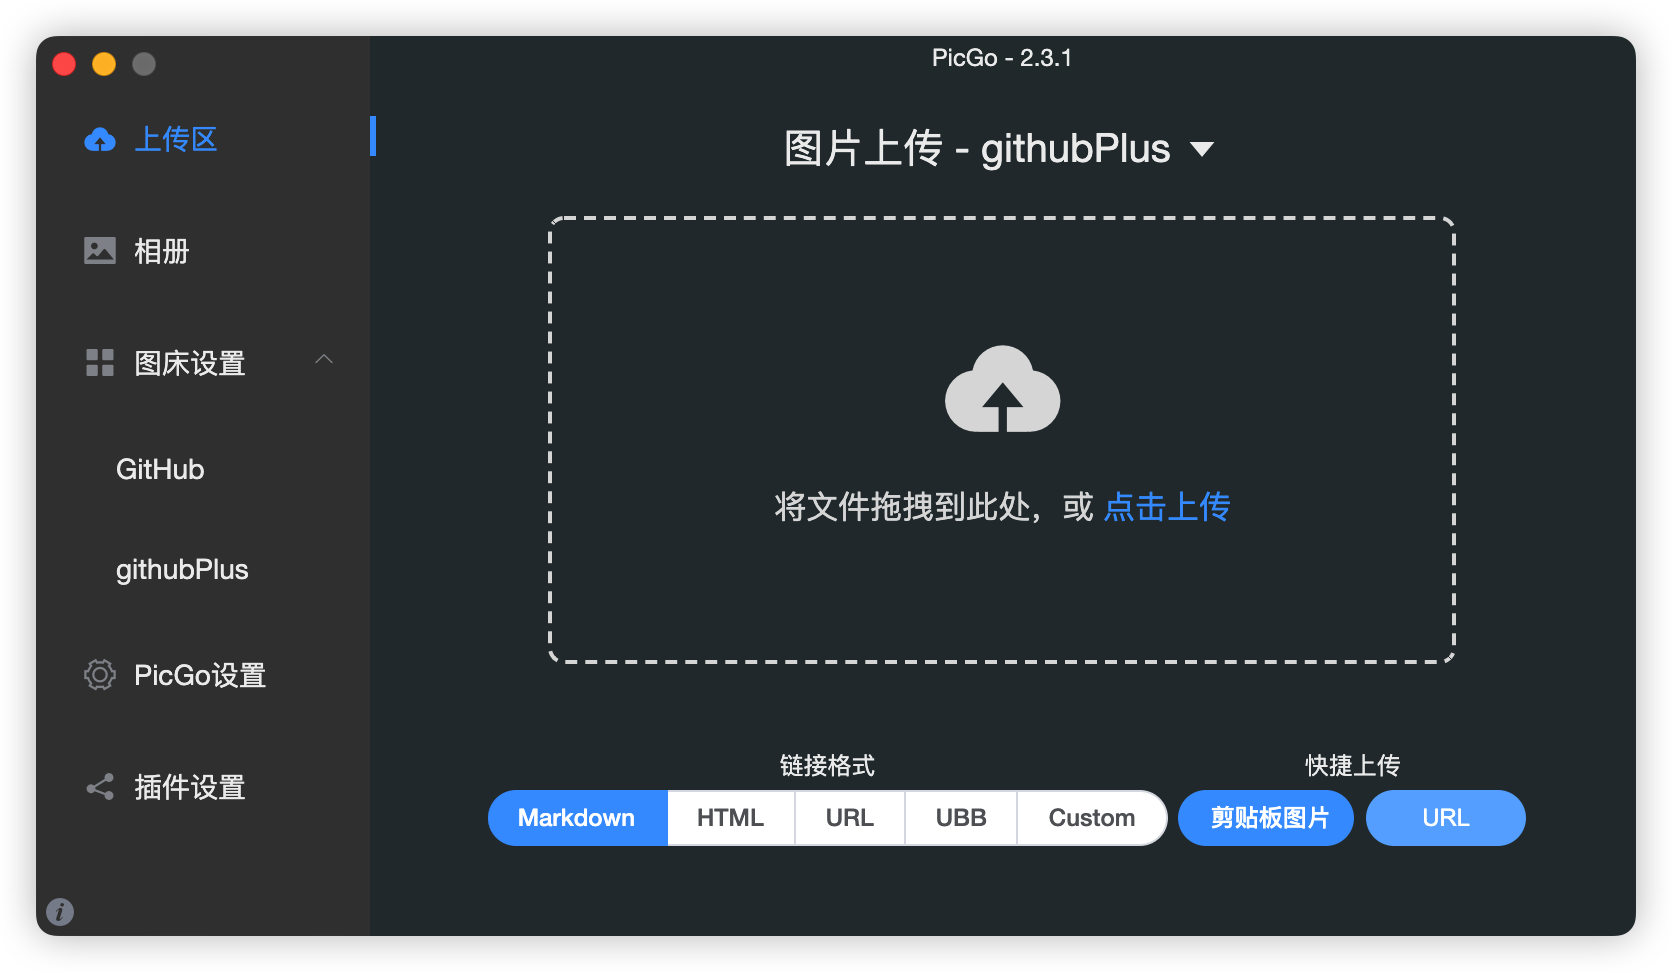 PicGo - 2.3.1
上传区
相册
图床设置
GitHub
githubPlus
PicGo设置
插件设置
图片上传 - githubPlus
将文件拖拽到此处，或 点击上传
链接格式
Markdown HTML URL UBB Custom
快捷上传
剪贴板图片 URL
i